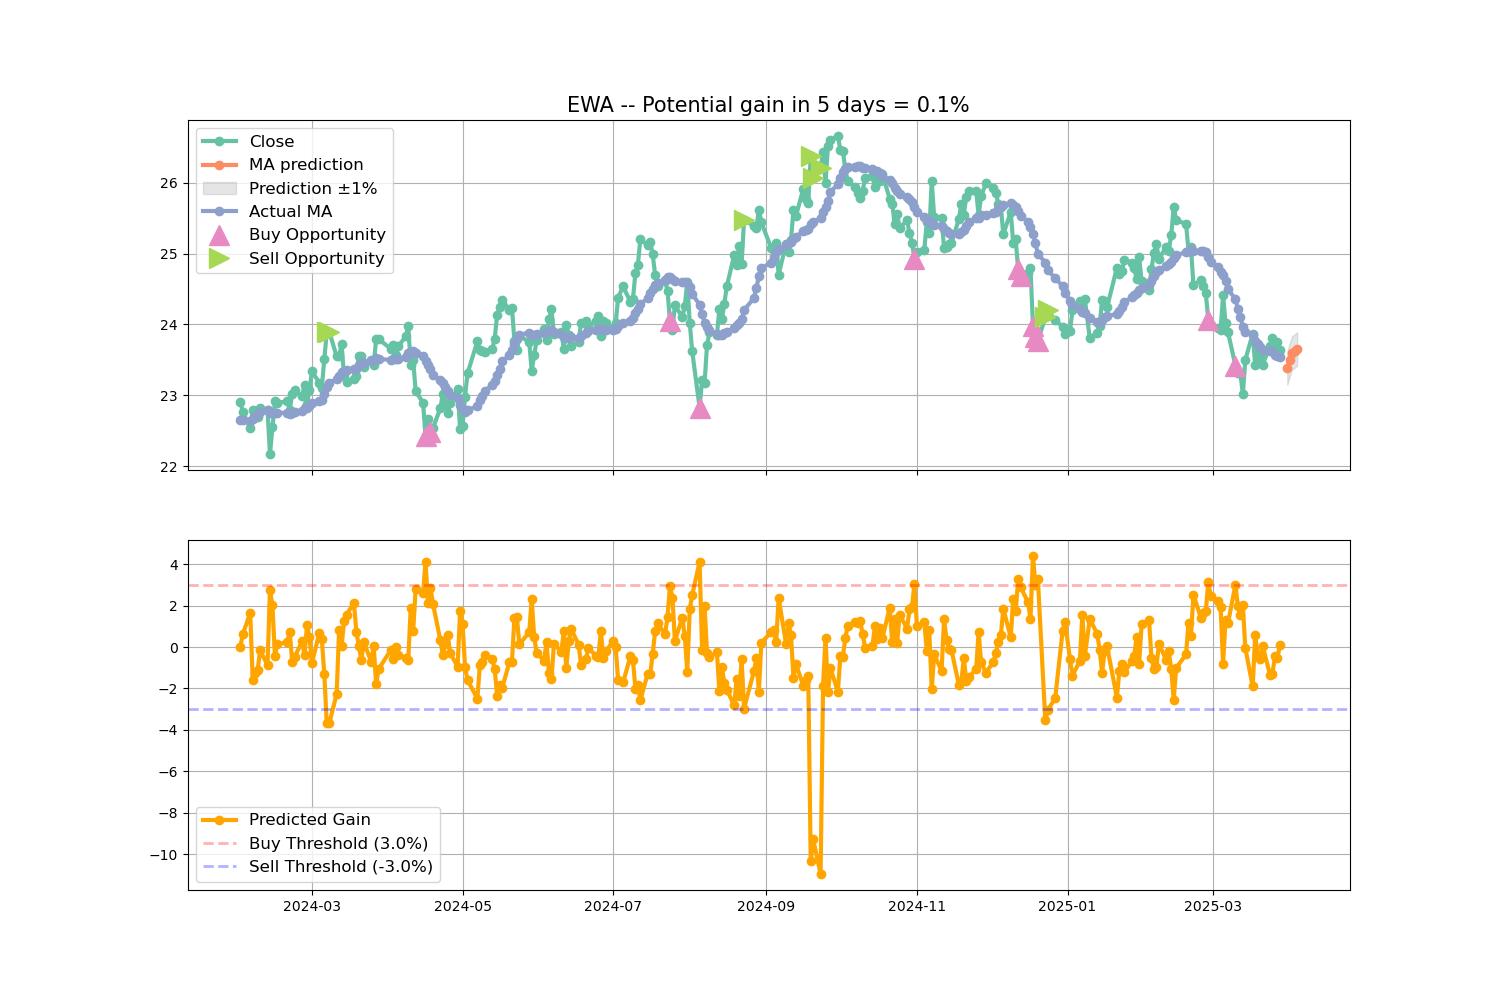 EWA -- Potential gain in 5 days = 0.1%
Close
MA prediction
Prediction ±1%
Actual MA
Buy Opportunity
Sell Opportunity
26
25
24
23
22
4
2
0
−2
−4
−6
−8
−10
Predicted Gain
Buy Threshold (3.0%)
Sell Threshold (-3.0%)
2024-03 2024-05 2024-07 2024-09 2024-11 2025-01 2025-03